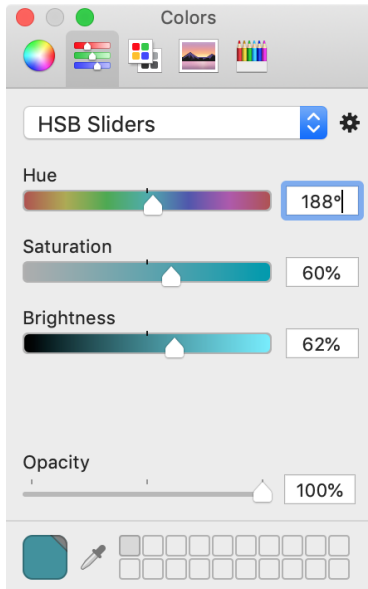 Colors
HSB Sliders
Hue
188°
Saturation
60%
Brightness
62%
Opacity
100%